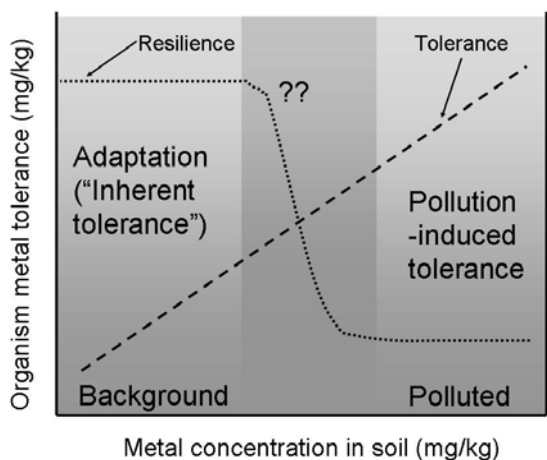 Organism metal tolerance (mg/kg)
Resilience
Tolerance
??
Adaptation
("Inherent
tolerance")
Pollution
-induced
tolerance
Background
Polluted
Metal concentration in soil (mg/kg)